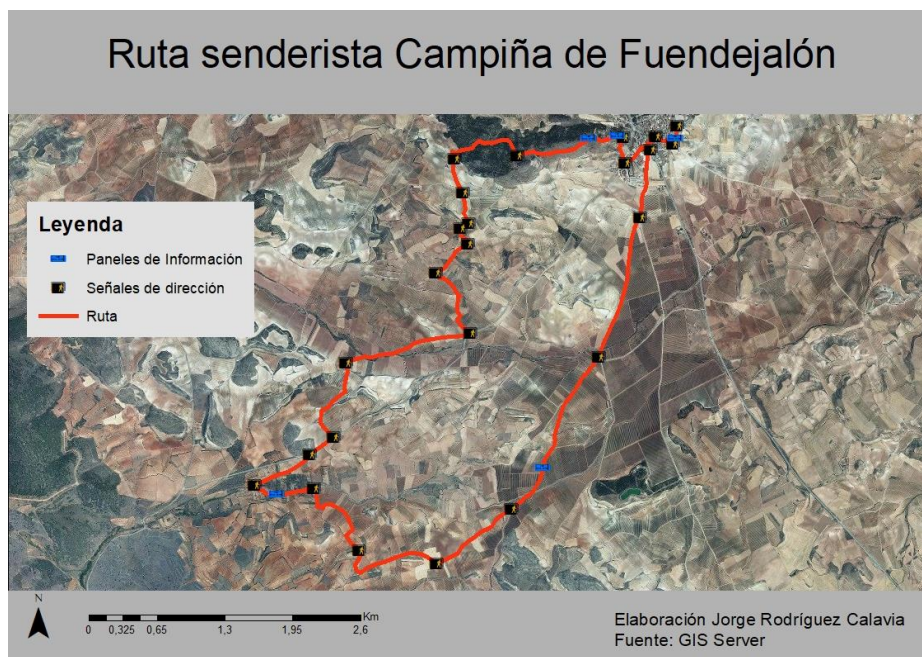 Ruta senderista Campiña de Fuendejalón
Leyenda
Paneles de Información
Señales de dirección
Ruta
N
Km
0 0,325 0,65 1,3 1,95 2,6
Elaboración Jorge Rodríguez Calavia
Fuente: GIS Server